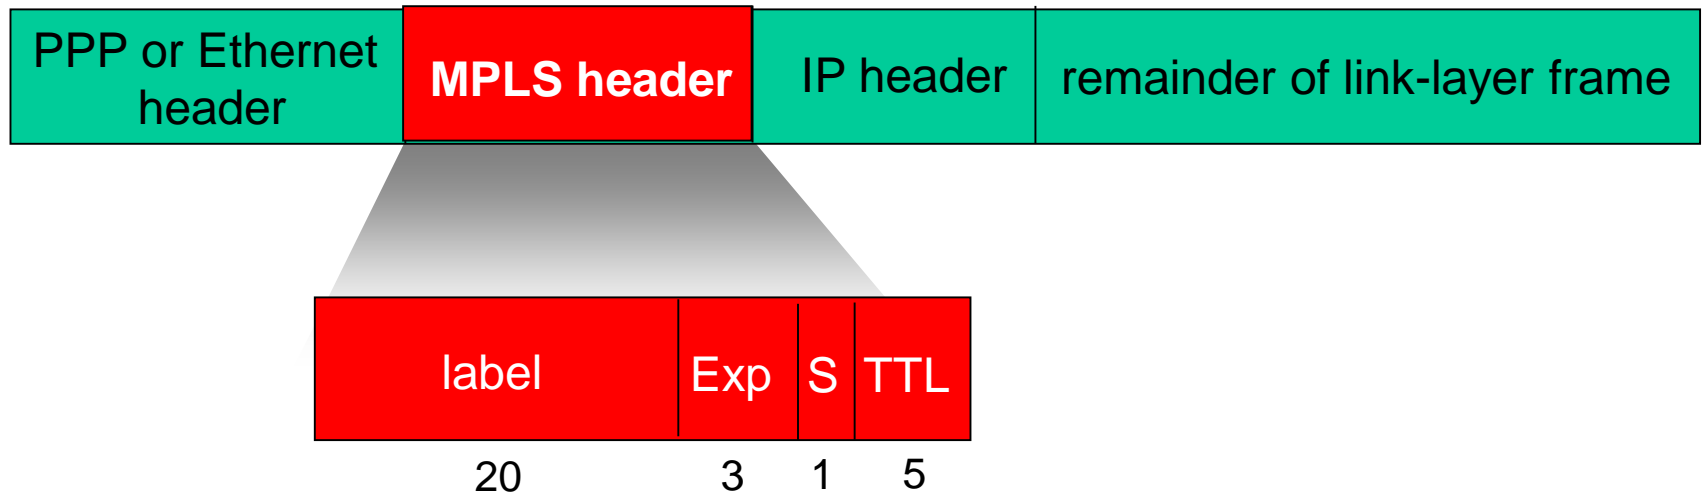 PPP or Ethernet
header
MPLS header
IP header
remainder of link-layer frame
label
Exp
S
TTL
20
3
1
5